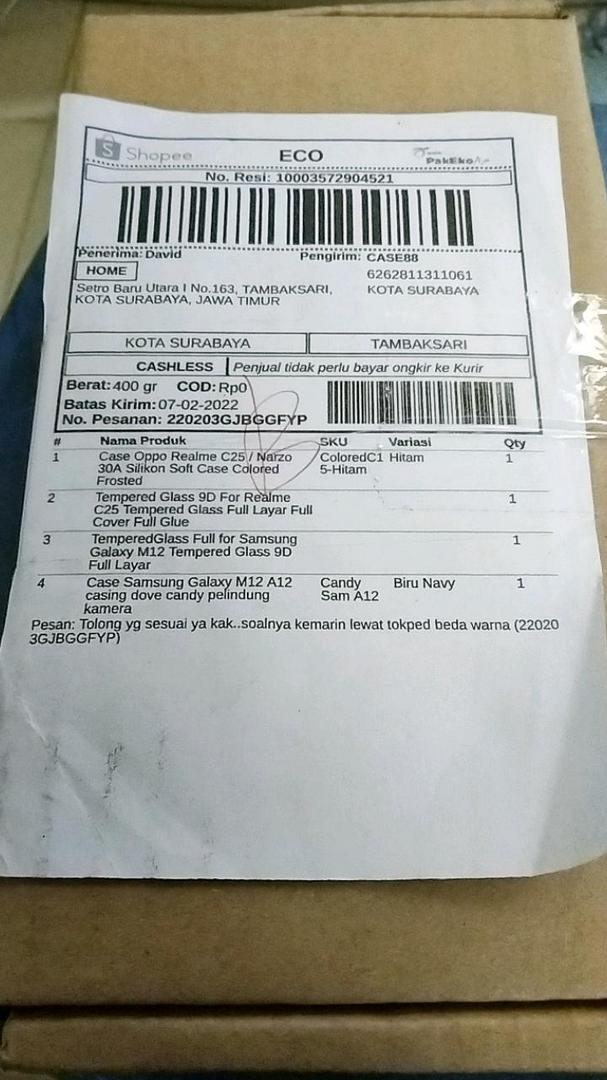 Shopee ECO PakEko
No. Resi: 10003572904521
Penerima: David Pengirim: CASE88
HOME 6262811311061
Setro Baru Utara I No.163, TAMBAKSARI, KOTA SURABAYA
KOTA SURABAYA, JAWA TIMUR
KOTA SURABAYA TAMBAKSARI
CASHLESS Penjual tidak perlu bayar ongkir ke Kurir
Berat: 400 gr COD: Rp0
Batas Kirim: 07-02-2022
No. Pesanan: 220203GJBGGFYP
# Nama Produk SKU Variasi Qty
1 Case Oppo Realme C25 / Narzo ColoredC1 Hitam 1
30A Silikon Soft Case Colored 5-Hitam
Frosted
2 Tempered Glass 9D For Realme 1
C25 Tempered Glass Full Layar Full
Cover Full Glue
3 TemperedGlass Full for Samsung 1
Galaxy M12 Tempered Glass 9D
Full Layar
4 Case Samsung Galaxy M12 A12 Candy Biru Navy 1
casing dove candy pelindung Sam A12
kamera
Pesan: Tolong yg sesuai ya kak..soalnya kemarin lewat tokped beda warna (22020
3GJBGGFYP)